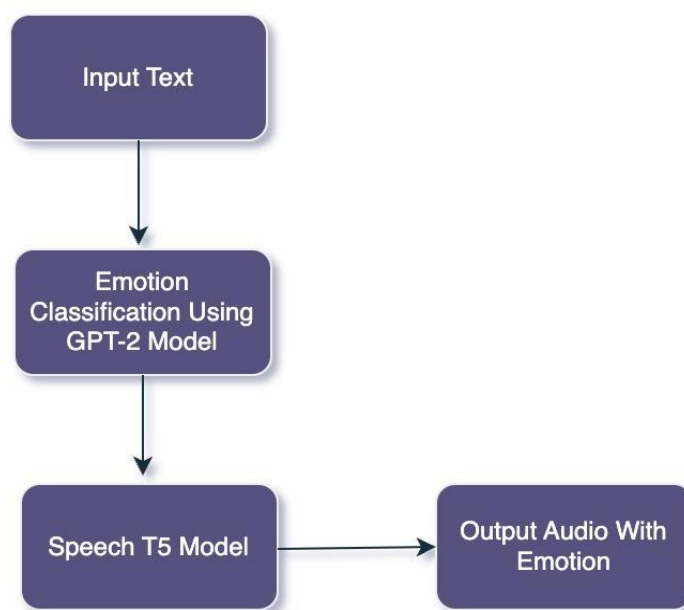 Input Text
Emotion
Classification Using
GPT-2 Model
Speech T5 Model
Output Audio With
Emotion